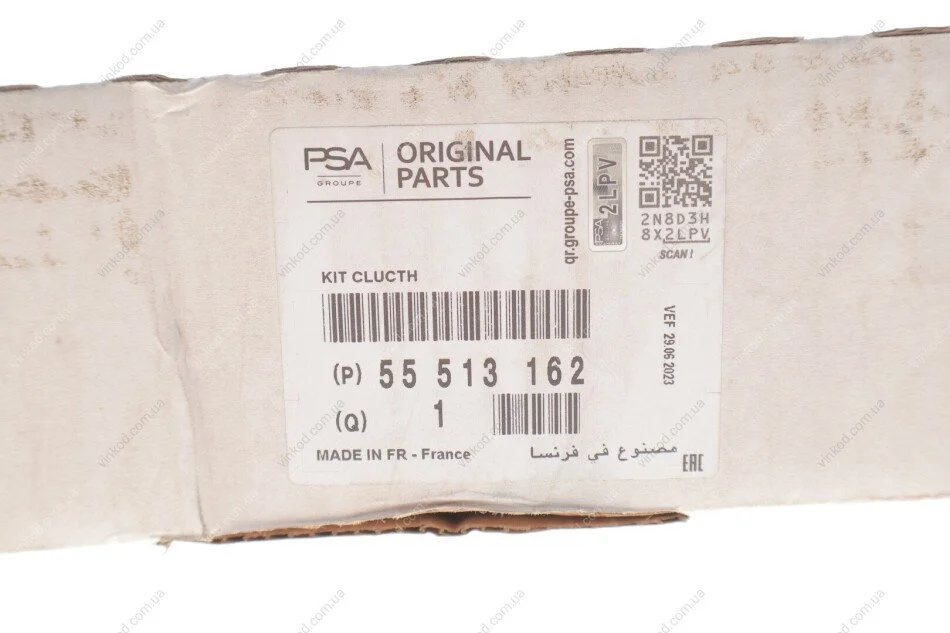 PSA
GROUPE
ORIGINAL
PARTS
qr.groupe-psa.com
PSA
2LPV
2N8D3H
8X2LPV
SCAN!
KIT CLUCTH
VEF 29.06.2023
(P) 55 513 162
(Q) 1
MADE IN FR - France
مصنوع في فرنسا
EAC
vinkod.com.ua